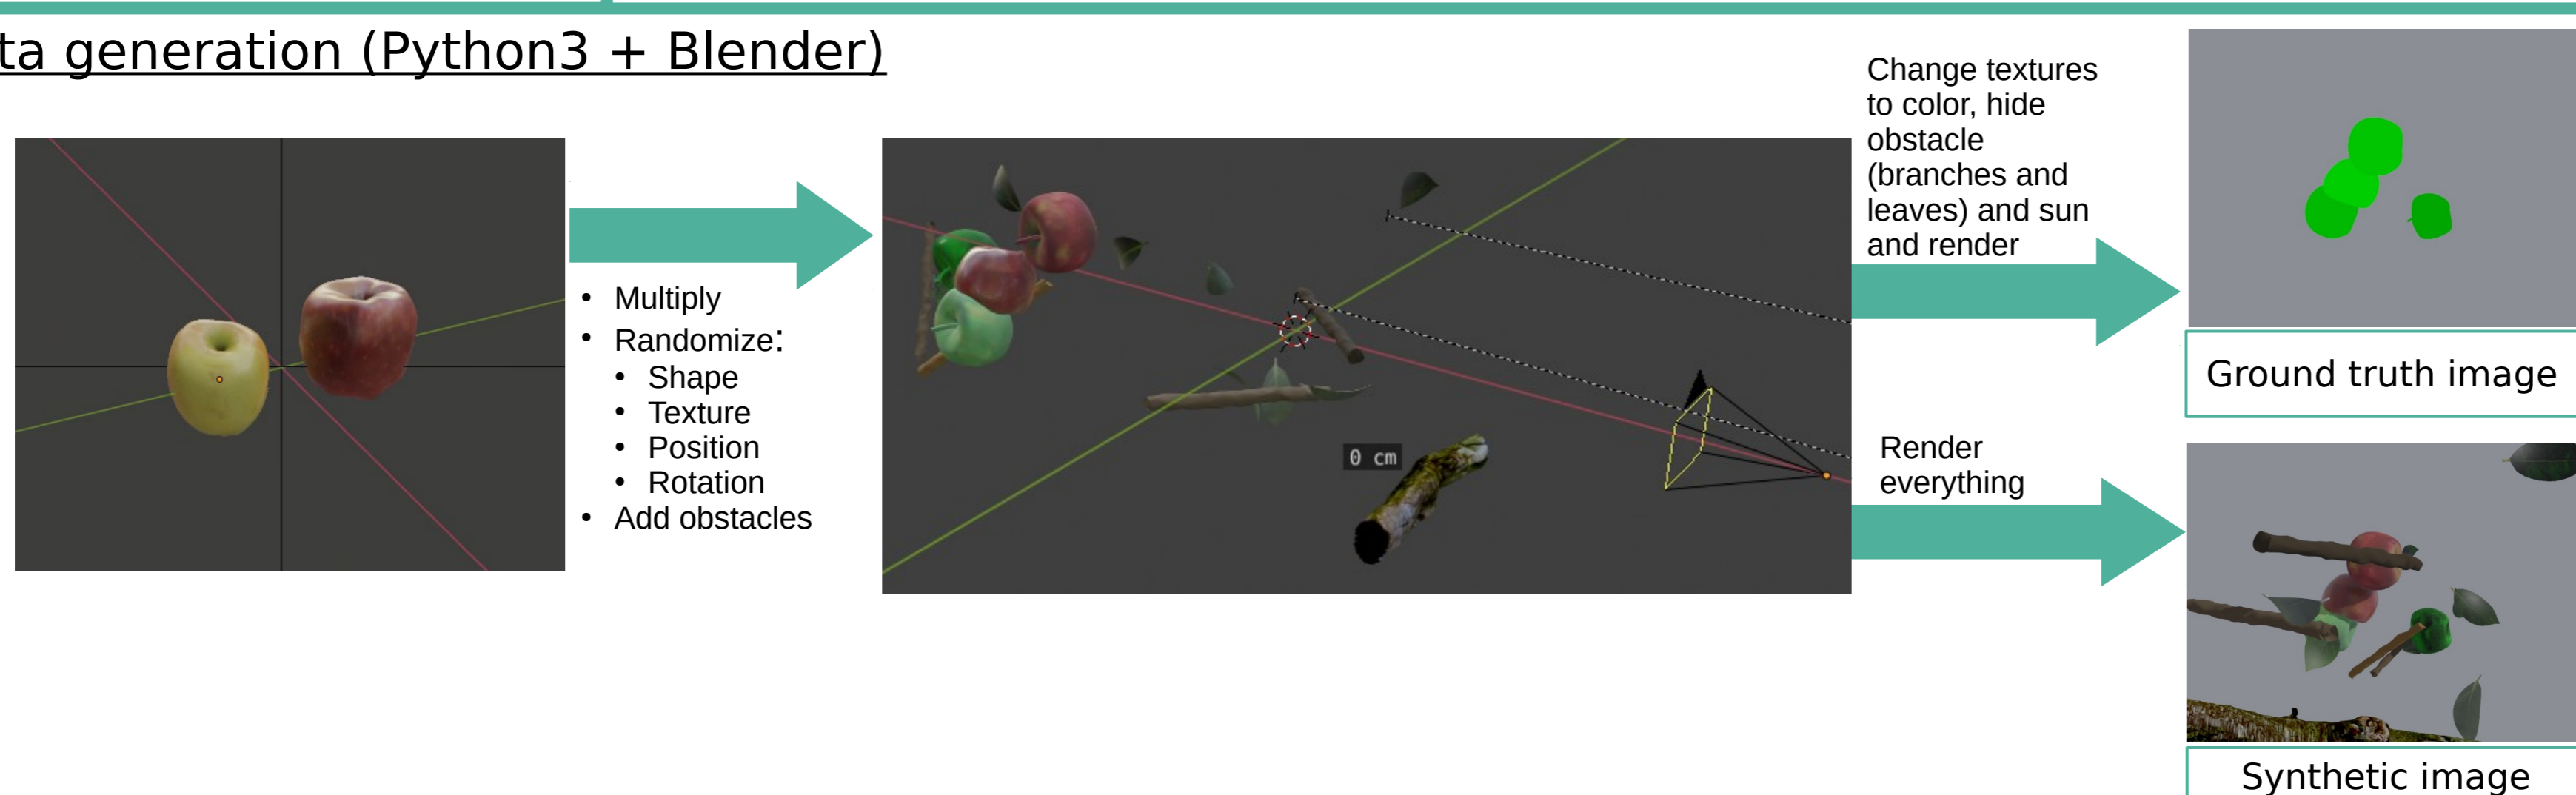 ta generation (Python3 + Blender)
• Multiply
• Randomize:
• Shape
• Texture
• Position
• Rotation
• Add obstacles
0 cm
Change textures
to color, hide
obstacle
(branches and
leaves) and sun
and render
Ground truth image
Render
everything
Synthetic image